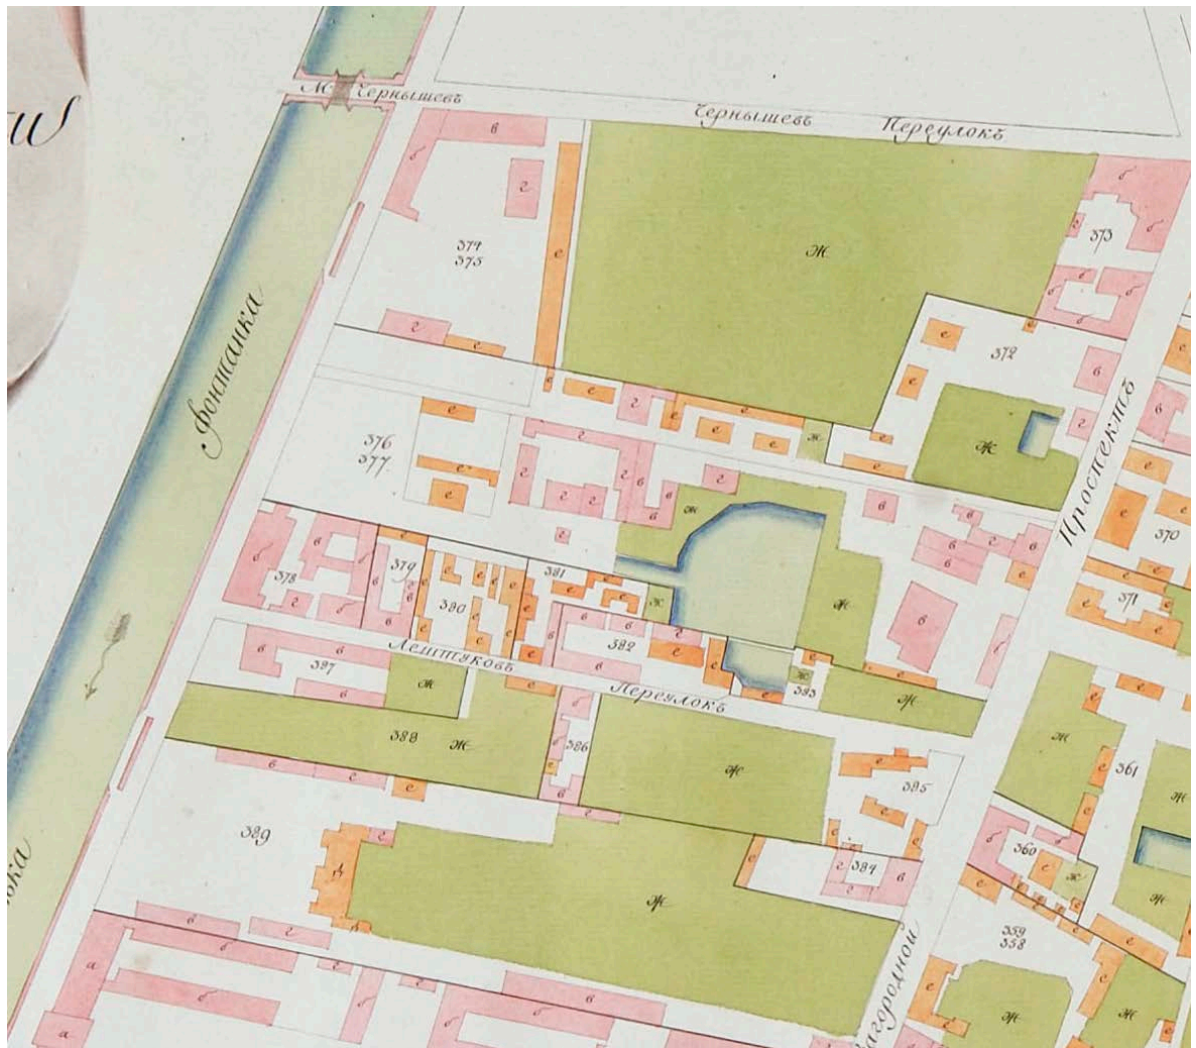 М. Чернышевъ
Чернышевъ Переулокъ
в
б
г
374
375
е
Ж
б
373
г
б
б
б
г
е
е
е
372
в
Фонтанка
е
е
е
г
е
е
е
е
ж
е
е
г
Ж
в
Проспектъ
376
377
е
е
е
г
г
г
г
г
г
в
в
в
г
ж
в
в
г
в
в
в
е
е
е
е
370
371
е
е
378
б
в
б
г
б
379
е
в
г
в
в
380
381
382
383
Ж
в
г
Лештуковъ
Переулокъ
387
в
в
в
Ж
388
Ж
386
Ж
Ж
385
361
Ж
Ж
389
д
в
г
г
е
г
Ж
384
г
г
в
360
е
ж
Ж
359
358
Загородной
а
б
б
б
в
а
е
е
е
Ж
Ж